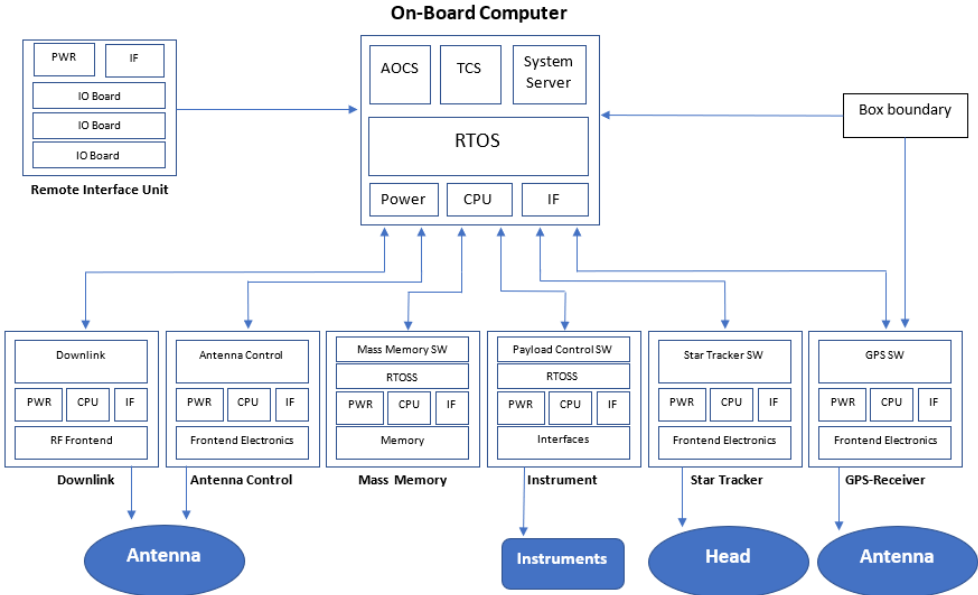 On-Board Computer
PWR
IF
IO Board
IO Board
IO Board
Remote Interface Unit
AOCS
TCS
System
Server
RTOS
Power
CPU
IF
Box boundary
Downlink
PWR
CPU
IF
RF Frontend
Downlink
Antenna Control
PWR
CPU
IF
Frontend Electronics
Antenna Control
Mass Memory SW
RTOSS
PWR
CPU
IF
Memory
Mass Memory
Payload Control SW
RTOSS
PWR
CPU
IF
Interfaces
Instrument
Star Tracker SW
PWR
CPU
IF
Frontend Electronics
Star Tracker
GPS SW
PWR
CPU
IF
Frontend Electronics
GPS-Receiver
Antenna
Instruments
Head
Antenna